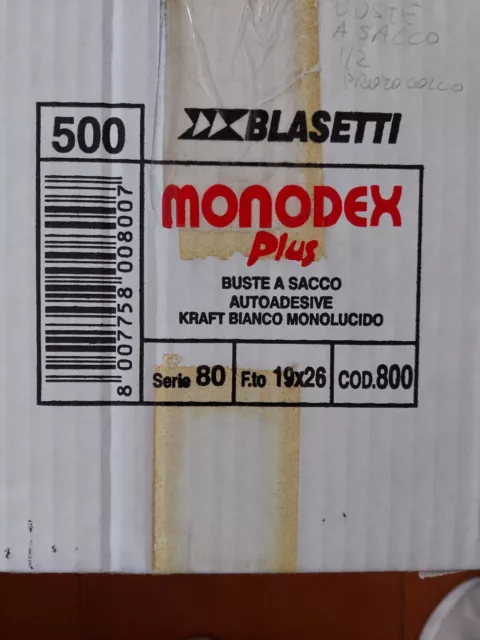 BUSTE
A SACCO
1/2
PROTOCOLLO
500
BLASETTI
MONODEX
Plus
BUSTE A SACCO
AUTOADESIVE
KRAFT BIANCO MONOLUCIDO
8 007758 008007
Serie 80
F.to 19x26
COD.800